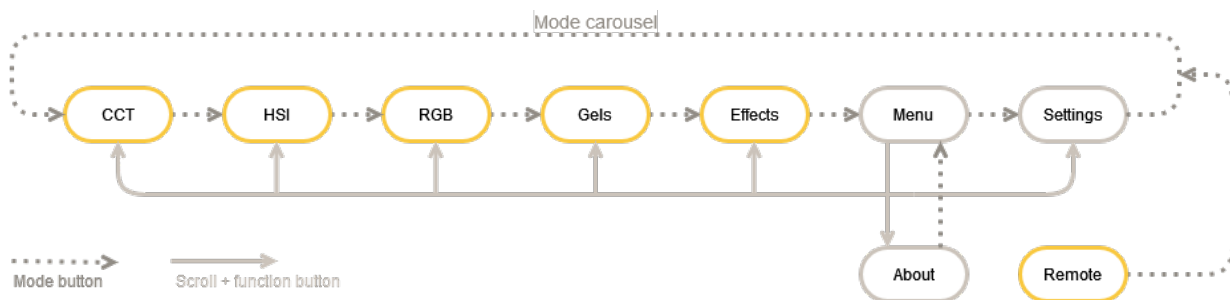 Mode carousel
CCT
HSI
RGB
Gels
Effects
Menu
Settings
Mode button
Scroll + function button
About
Remote